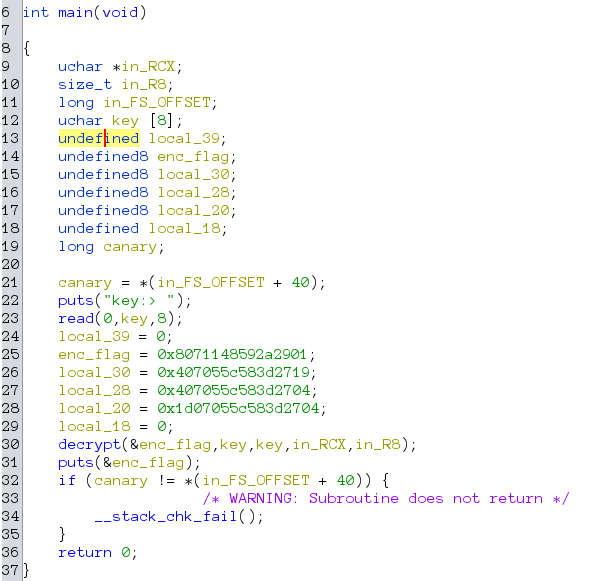 6 int main(void)
7
8 {
9 uchar *in_RCX;
10 size_t in_R8;
11 long in_FS_OFFSET;
12 uchar key [8];
13 undefined local_39;
14 undefined8 enc_flag;
15 undefined8 local_30;
16 undefined8 local_28;
17 undefined8 local_20;
18 undefined local_18;
19 long canary;
20
21 canary = *(in_FS_OFFSET + 40);
22 puts("key:> ");
23 read(0,key,8);
24 local_39 = 0;
25 enc_flag = 0x8071148592a2901;
26 local_30 = 0x407055c583d2719;
27 local_28 = 0x407055c583d2704;
28 local_20 = 0x1d07055c583d2704;
29 local_18 = 0;
30 decrypt(&enc_flag,key,key,in_RCX,in_R8);
31 puts(&enc_flag);
32 if (canary != *(in_FS_OFFSET + 40)) {
33 /* WARNING: Subroutine does not return */
34 __stack_chk_fail();
35 }
36 return 0;
37 }